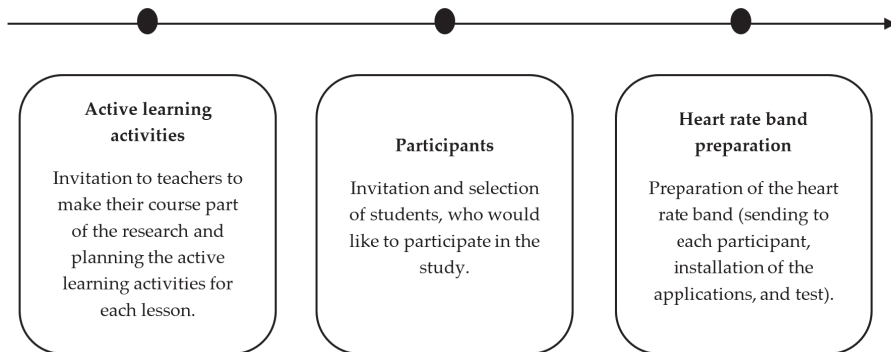 Active learning
activities
Invitation to teachers to
make their course part
of the research and
planning the active
learning activities for
each lesson.
Participants
Invitation and selection
of students, who would
like to participate in the
study.
Heart rate band
preparation
Preparation of the heart
rate band (sending to
each participant,
installation of the
applications, and test).